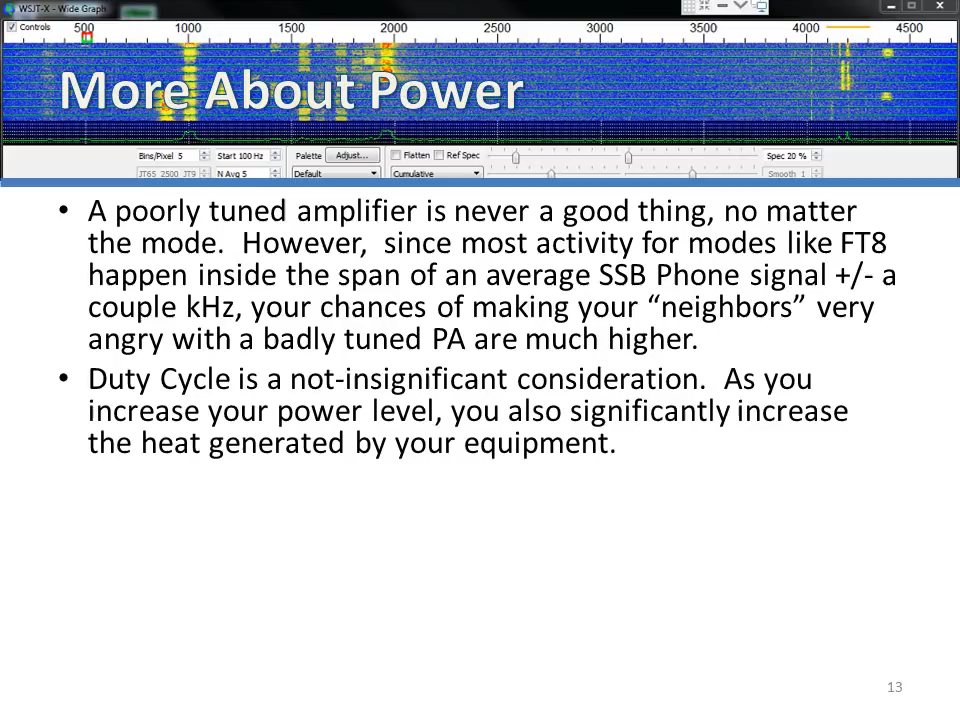 WSJT-X - Wide Graph
Controls 500 1000 1500 2000 2500 3000 3500 4000 4500
More About Power
Bins/Pixel 5 Start 100 Hz Palette Adjust... Flatten Ref Spec Spec 20 %
JT65 2500 JT9 N Avg 5 Default Cumulative Smooth 1
• A poorly tuned amplifier is never a good thing, no matter
the mode.  However,  since most activity for modes like FT8
happen inside the span of an average SSB Phone signal +/- a
couple kHz, your chances of making your “neighbors” very
angry with a badly tuned PA are much higher.
• Duty Cycle is a not-insignificant consideration.  As you
increase your power level, you also significantly increase
the heat generated by your equipment.
13